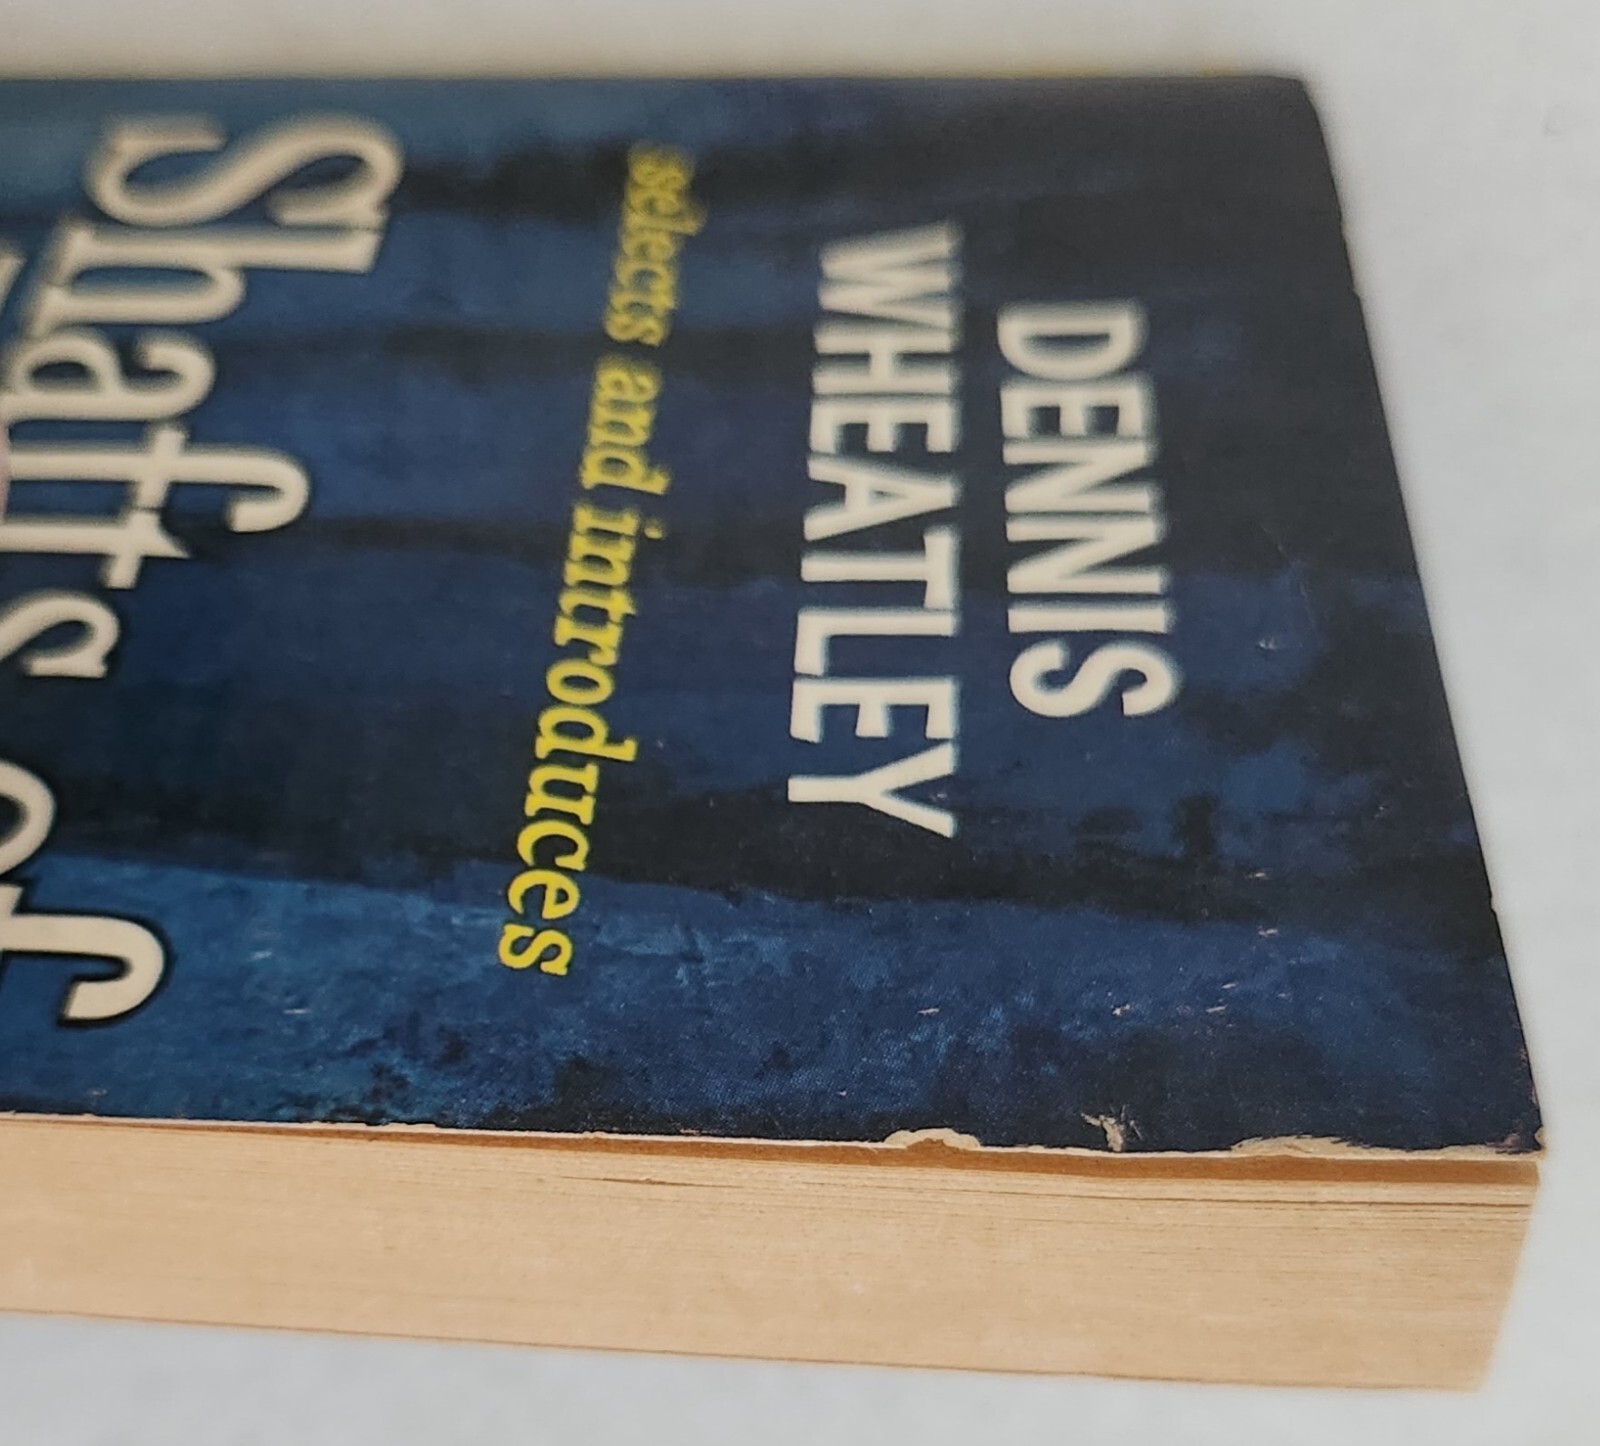 DENNIS
WHEATLEY
selects and introduces
Shafts of